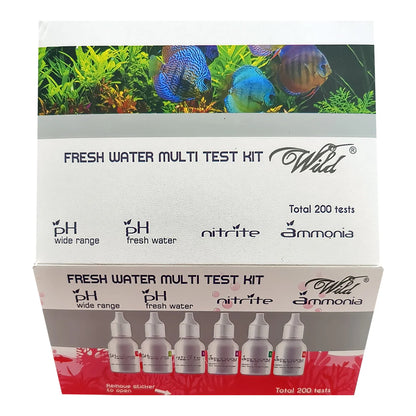 FRESH WATER MULTI TEST KIT Wild ®
Total 200 tests
pH wide range
pH fresh water
nitrite
ammonia
FRESH WATER MULTI TEST KIT Wild ®
pH wide range
pH fresh water
nitrite
ammonia
Remove sticker
to open
Total 200 tests